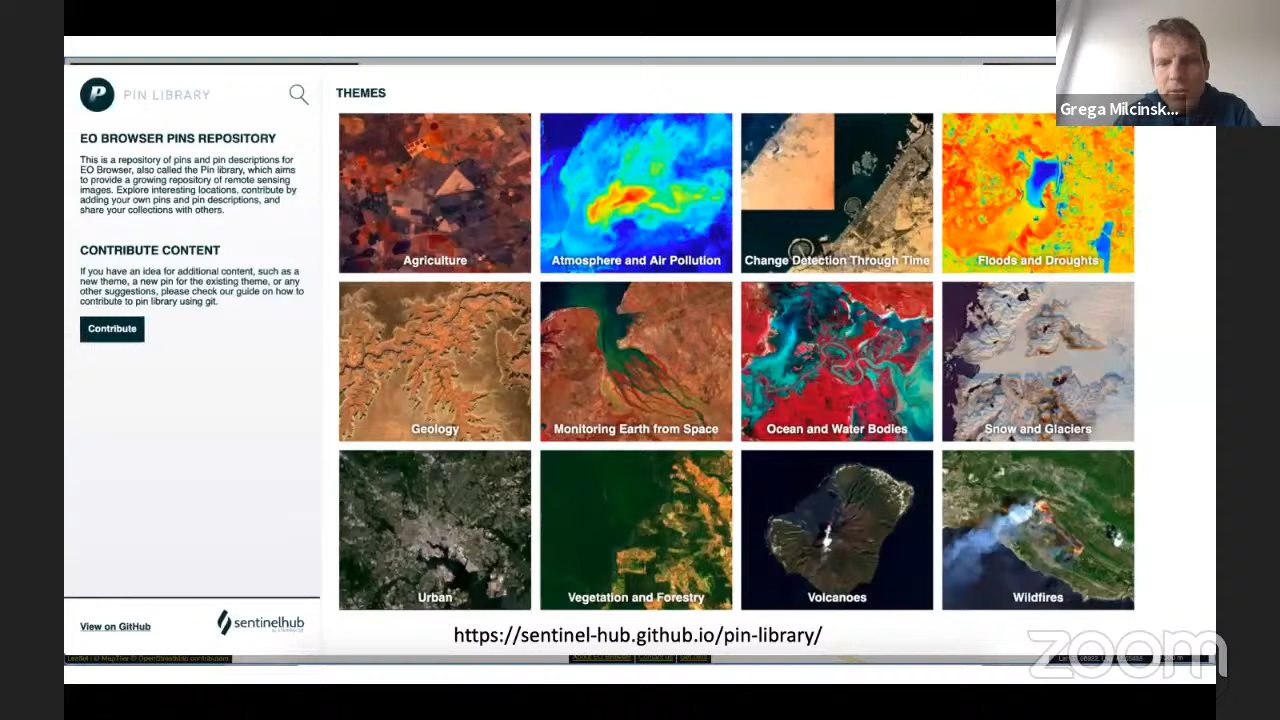 Grega Milcinsk...
P PIN LIBRARY
EO BROWSER PINS REPOSITORY
This is a repository of pins and pin descriptions for
EO Browser, also called the Pin library, which aims
to provide a growing repository of remote sensing
images. Explore interesting locations, contribute by
adding your own pins and pin descriptions, and
share your collections with others.
CONTRIBUTE CONTENT
If you have an idea for additional content, such as a
new theme, a new pin for the existing theme, or any
other suggestions, please check our guide on how to
contribute to pin library using git.
Contribute
View on GitHub
sentinelhub
THEMES
Agriculture
Atmosphere and Air Pollution
Change Detection Through Time
Floods and Droughts
Geology
Monitoring Earth from Space
Ocean and Water Bodies
Snow and Glaciers
Urban
Vegetation and Forestry
Volcanoes
Wildfires
https://sentinel-hub.github.io/pin-library/
Leaflet | © MapTiler © OpenStreetMap contributors
zoom